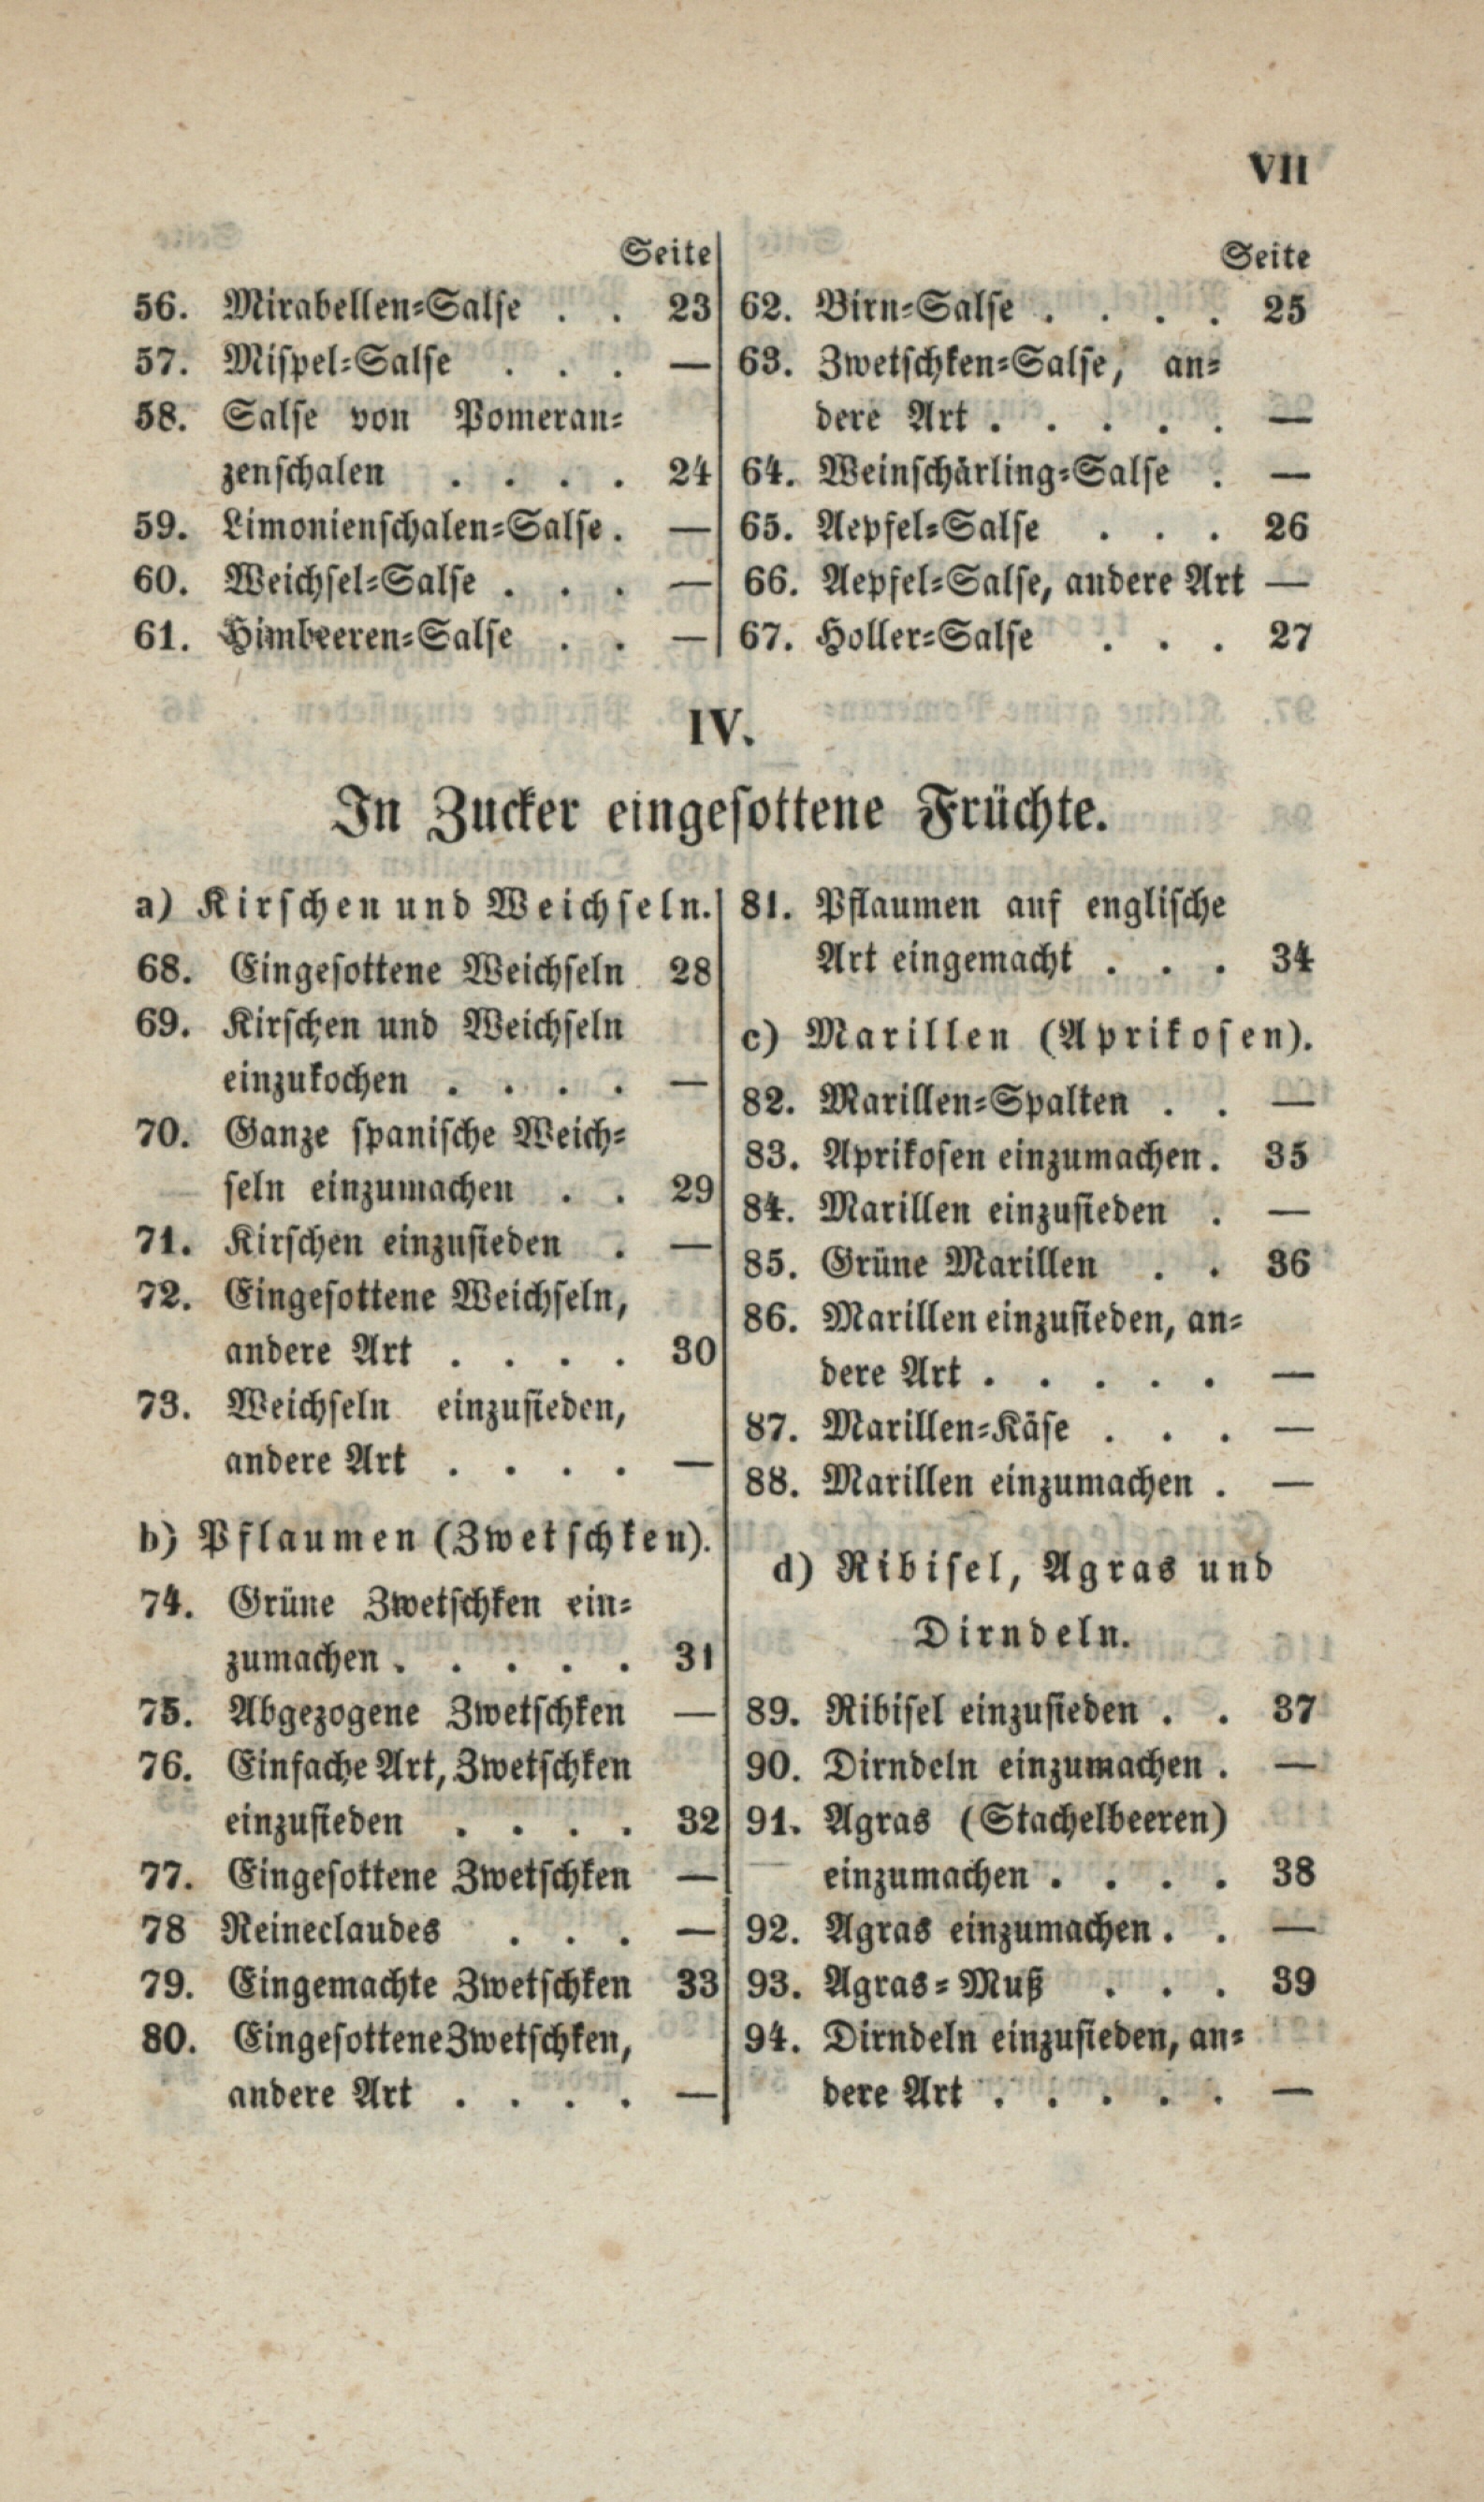 VII
Seite
56. Mirabellen-Salse . . 23
57. Mispel-Salse . . . —
58. Salse von Pomeran-
zenschalen . . . . 24
59. Limonienschalen-Salse . —
60. Weichsel-Salse . . . —
61. Himbeeren-Salse . . —
Seite
62. Birn-Salse . . . . 25
63. Zwetschken-Salse, an-
dere Art . . . . . —
64. Weinschärling-Salse . —
65. Aepfel-Salse . . . 26
66. Aepfel-Salse, andere Art —
67. Holler-Salse . . . 27
IV.
In Zucker eingesottene Früchte.
a) Kirschen und Weichseln.
68. Eingesottene Weichseln 28
69. Kirschen und Weichseln
einzukochen . . . . —
70. Ganze spanische Weich-
seln einzumachen . . 29
71. Kirschen einzusieden . —
72. Eingesottene Weichseln,
andere Art . . . . 30
73. Weichseln einzusieden,
andere Art . . . . —
b) Pflaumen (Zwetschken).
74. Grüne Zwetschken ein-
zumachen . . . . . 31
75. Abgezogene Zwetschken —
76. Einfache Art, Zwetschken
einzusieden . . . . 32
77. Eingesottene Zwetschken —
78 Reineclaudes . . . —
79. Eingemachte Zwetschken 33
80. Eingesottene Zwetschken,
andere Art . . . . —
81. Pflaumen auf englische
Art eingemacht . . . 34
c) Marillen (Aprikosen).
82. Marillen-Spalten . . —
83. Aprikosen einzumachen . 35
84. Marillen einzusieden . —
85. Grüne Marillen . . 36
86. Marillen einzusieden, an-
dere Art . . . . . —
87. Marillen-Käse . . . —
88. Marillen einzumachen . —
d) Ribisel, Agras und
Dirndeln.
89. Ribisel einzusieden . . 37
90. Dirndeln einzumachen . —
91. Agras (Stachelbeeren)
einzumachen . . . . 38
92. Agras einzumachen . . —
93. Agras-Muß . . . 39
94. Dirndeln einzusieden, an-
dere Art . . . . . —